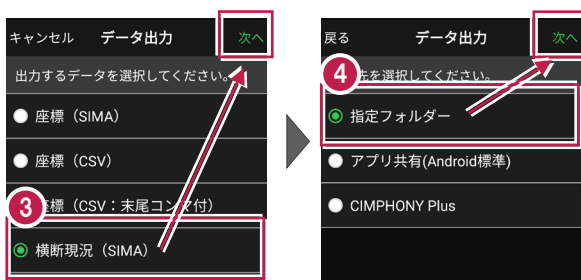 キャンセル データ出力 次へ
出力するデータを選択してください。
座標（SIMA）
座標（CSV）
3 標（CSV：末尾コンマ付）
横断現況（SIMA）
戻る データ出力 次へ
4 先を選択してください。
指定フォルダー
アプリ共有(Android標準)
CIMPHONY Plus